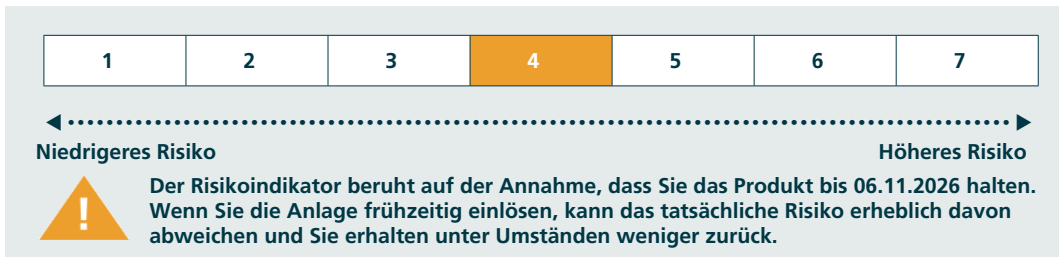 1 2 3 4 5 6 7
Niedrigeres Risiko Höheres Risiko
Der Risikoindikator beruht auf der Annahme, dass Sie das Produkt bis 06.11.2026 halten.
Wenn Sie die Anlage frühzeitig einlösen, kann das tatsächliche Risiko erheblich davon
abweichen und Sie erhalten unter Umständen weniger zurück.